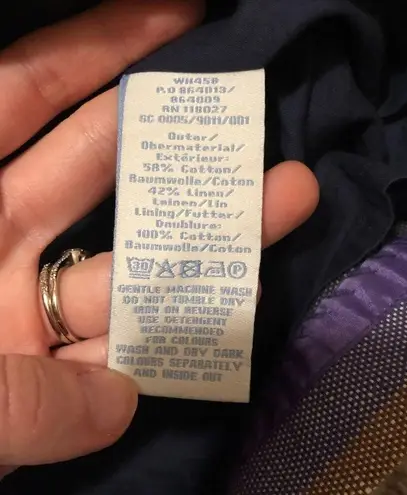 WH458
P.O 864013/
864009
RN 118027
SC 0005/9011/001
Outer/
Obermaterial/
Extérieur:
58% Cotton/
Baumwolle/Coton
42% Linen/
Leinen/Lin
Lining/Futter/
Doublure:
100% Cotton/
Baumwolle/Coton
30
P
GENTLE MACHINE WASH
DO NOT TUMBLE DRY
IRON ON REVERSE
USE DETERGENT
RECOMMENDED
FOR COLOURS
WASH AND DRY DARK
COLOURS SEPARATELY
AND INSIDE OUT